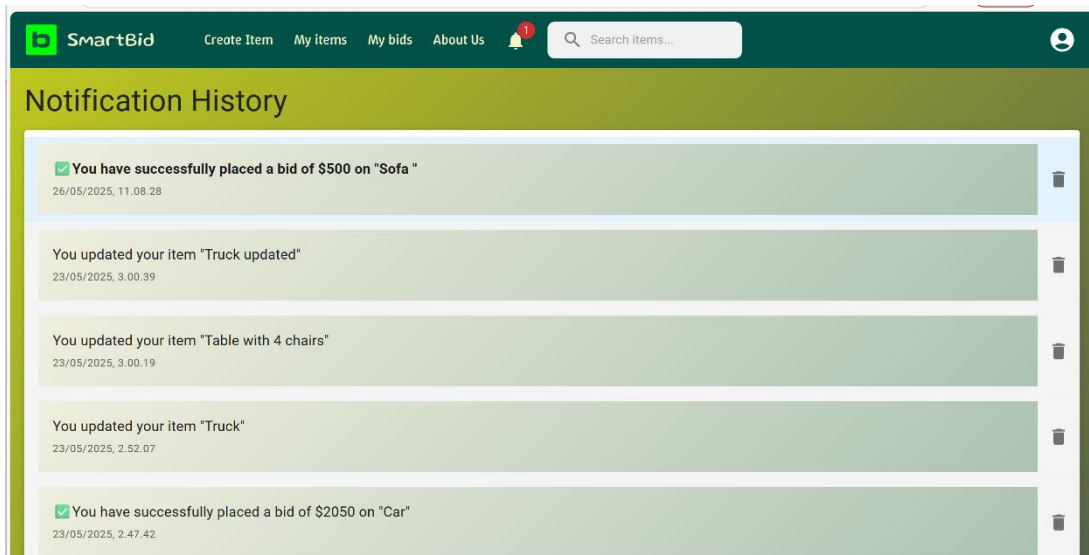 b SmartBid Create Item My items My bids About Us 1 Search items...
Notification History
✅ You have successfully placed a bid of $500 on "Sofa "
26/05/2025, 11.08.28
You updated your item "Truck updated"
23/05/2025, 3.00.39
You updated your item "Table with 4 chairs"
23/05/2025, 3.00.19
You updated your item "Truck"
23/05/2025, 2.52.07
✅ You have successfully placed a bid of $2050 on "Car"
23/05/2025, 2.47.42